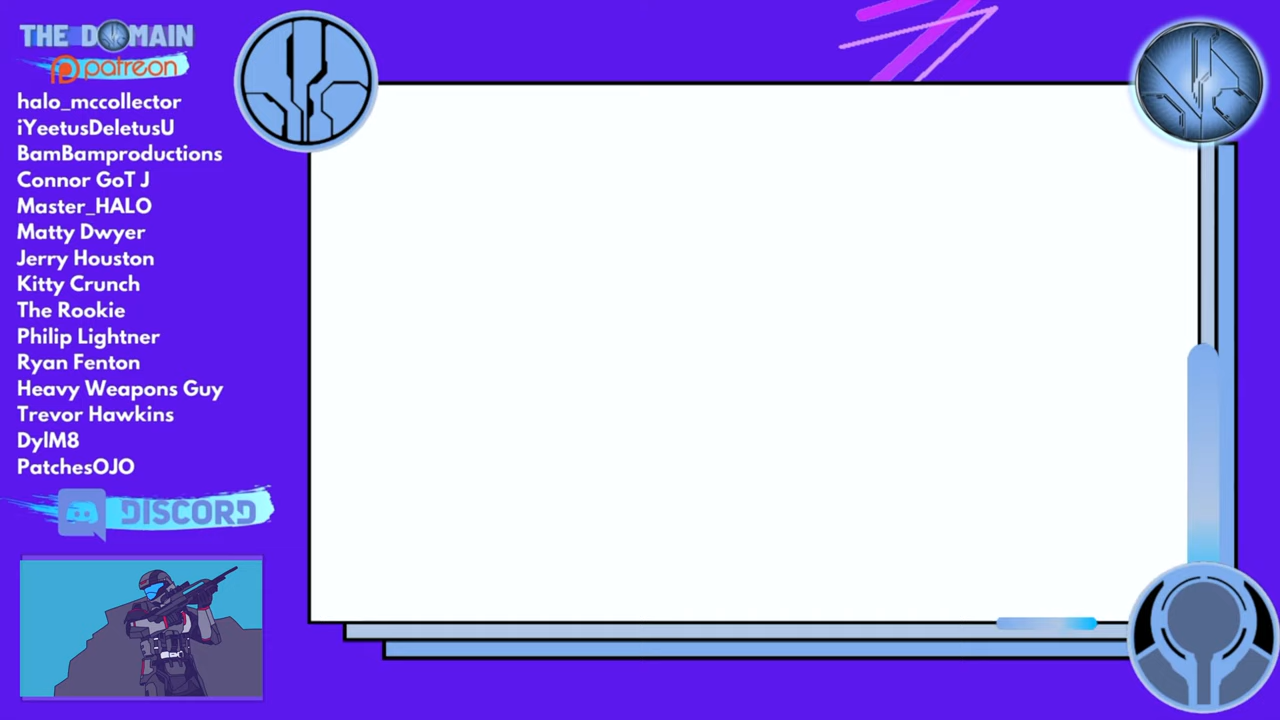 THE DOMAIN
patreon
halo_mccollector
iYeetusDeletusU
BamBamproductions
Connor GoT J
Master_HALO
Matty Dwyer
Jerry Houston
Kitty Crunch
The Rookie
Philip Lightner
Ryan Fenton
Heavy Weapons Guy
Trevor Hawkins
DylM8
PatchesOJO
DISCORD